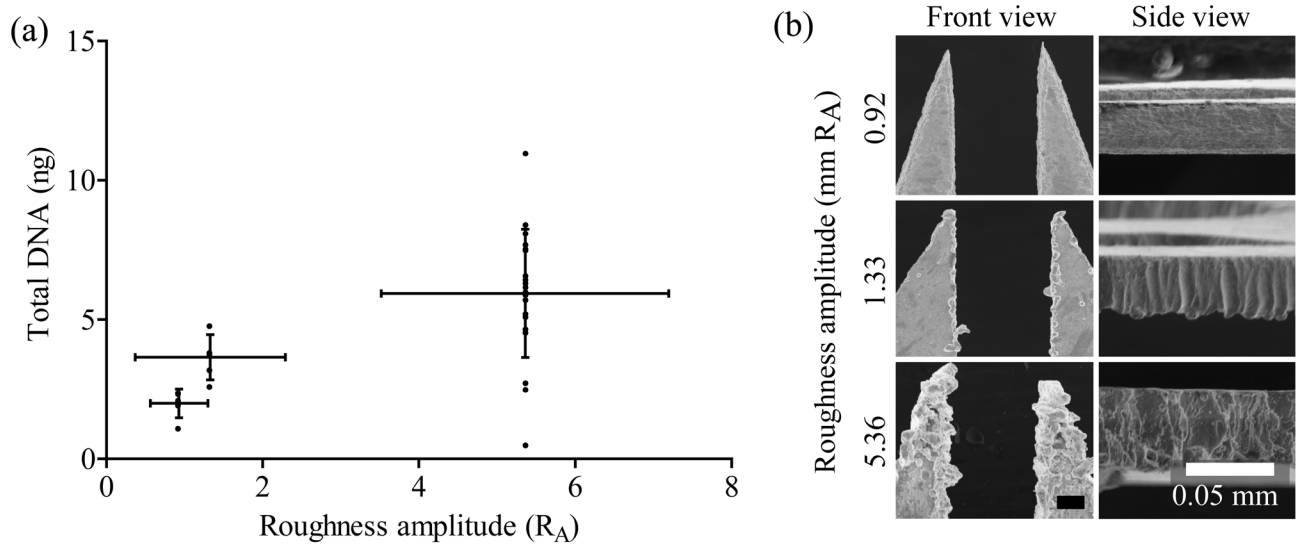 (a)
15
10
5
0
Total DNA (ng)
0 2 4 6 8
Roughness amplitude (RA)
(b)
Front view Side view
Roughness amplitude (mm RA)
0.92
1.33
5.36
0.05 mm